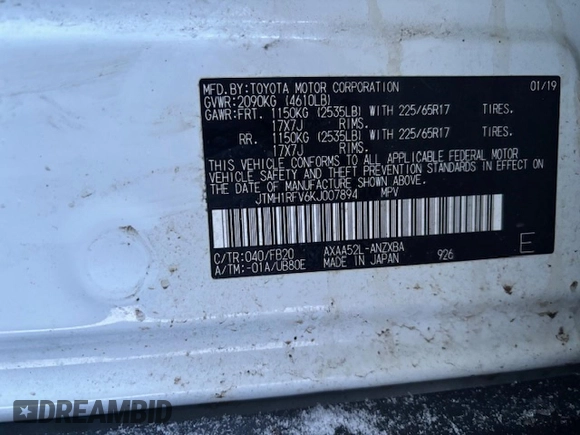 MFD.BY:TOYOTA MOTOR CORPORATION 01/19
GVWR:2090KG (4610LB)
GAWR:FRT. 1150KG (2535LB) WITH 225/65R17 TIRES.
17X7J RIMS.
RR. 1150KG (2535LB) WITH 225/65R17 TIRES.
17X7J RIMS.
THIS VEHICLE CONFORMS TO ALL APPLICABLE FEDERAL MOTOR
VEHICLE SAFETY AND THEFT PREVENTION STANDARDS IN EFFECT ON THE DATE
OF MANUFACTURE SHOWN ABOVE.
JTMH1RFV6KJ007894 MPV
C/TR:040/FB20 AXAA52L-ANZXBA
A/TM:-01A/UB80E MADE IN JAPAN 926 E
DREAMBID